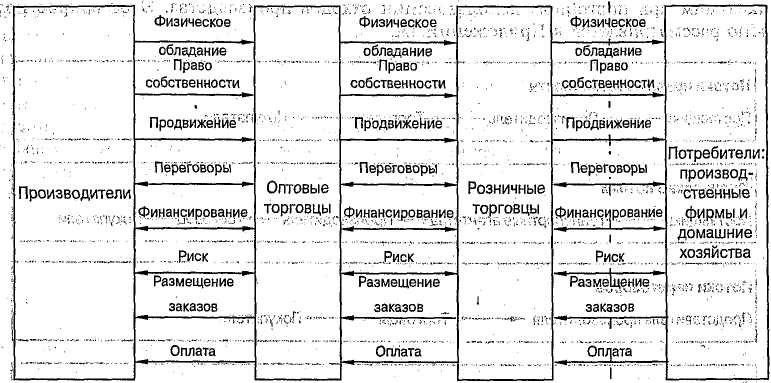 Производители
Физическое
обладание
Право
собственности
Продвижение
Переговоры
Финансирование
Риск
Размещение
заказов
Оплата
Оптовые
торговцы
Физическое
обладание
Право
собственности
Продвижение
Переговоры
Финансирование
Риск
Размещение
заказов
Оплата
Розничные
торговцы
Физическое
обладание
Право
собственности
Продвижение
Переговоры
Финансирование
Риск
Размещение
заказов
Оплата
Потребители:
производ-
ственные
фирмы и
домашние
хозяйства